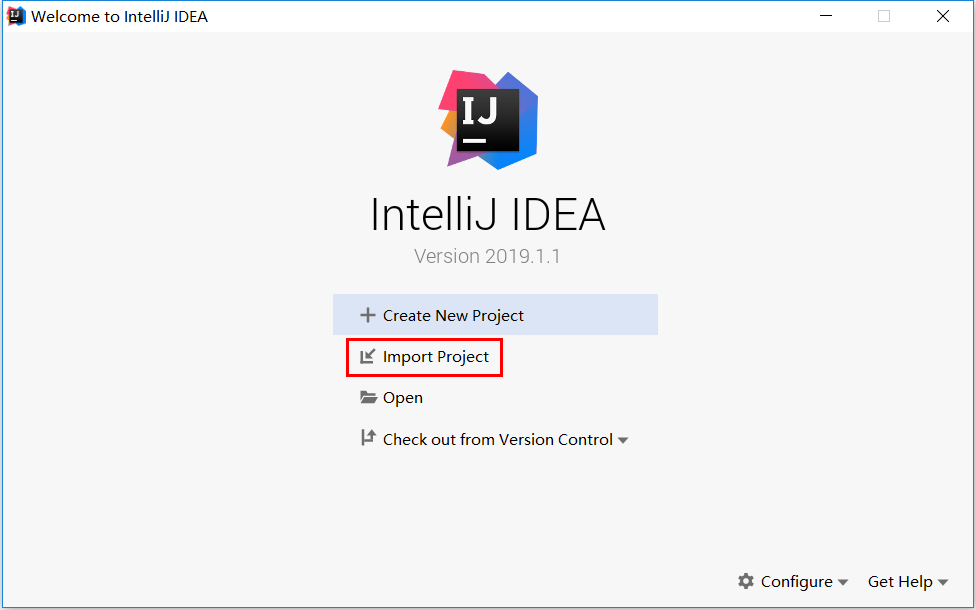 Welcome to IntelliJ IDEA
IJ
IntelliJ IDEA
Version 2019.1.1
Create New Project
Import Project
Open
Check out from Version Control
Configure Get Help